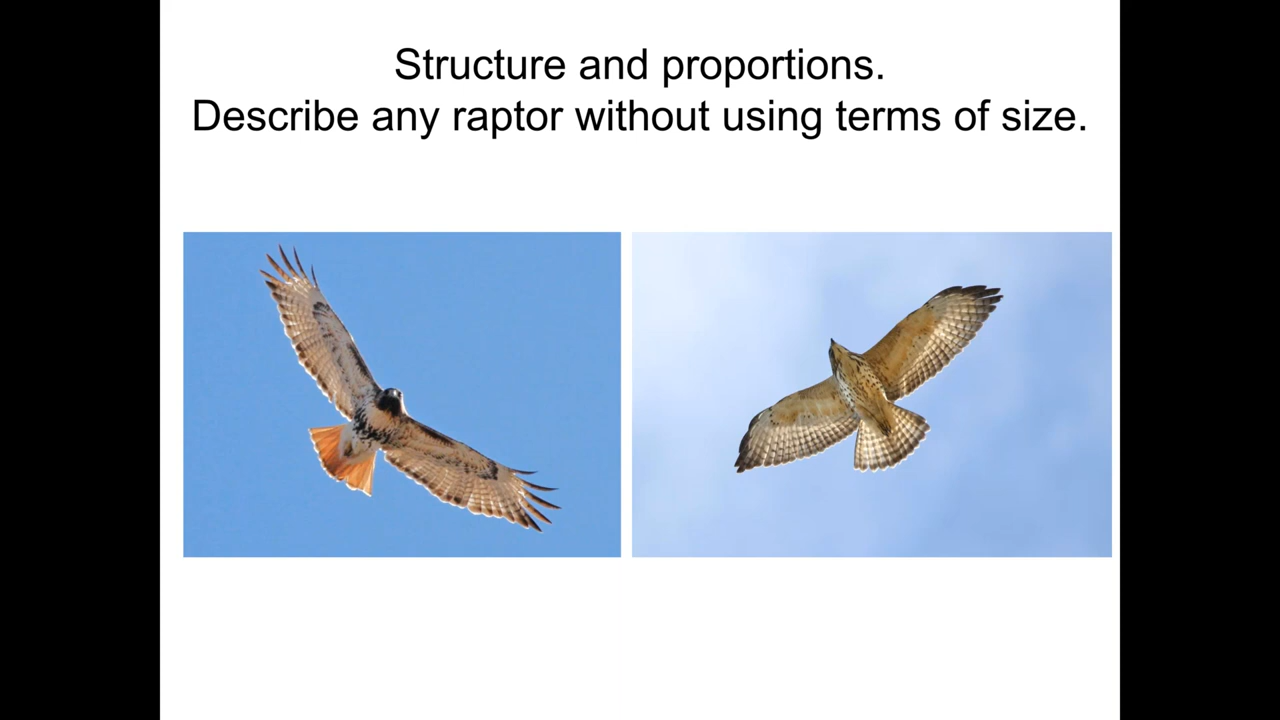 Structure and proportions.
Describe any raptor without using terms of size.